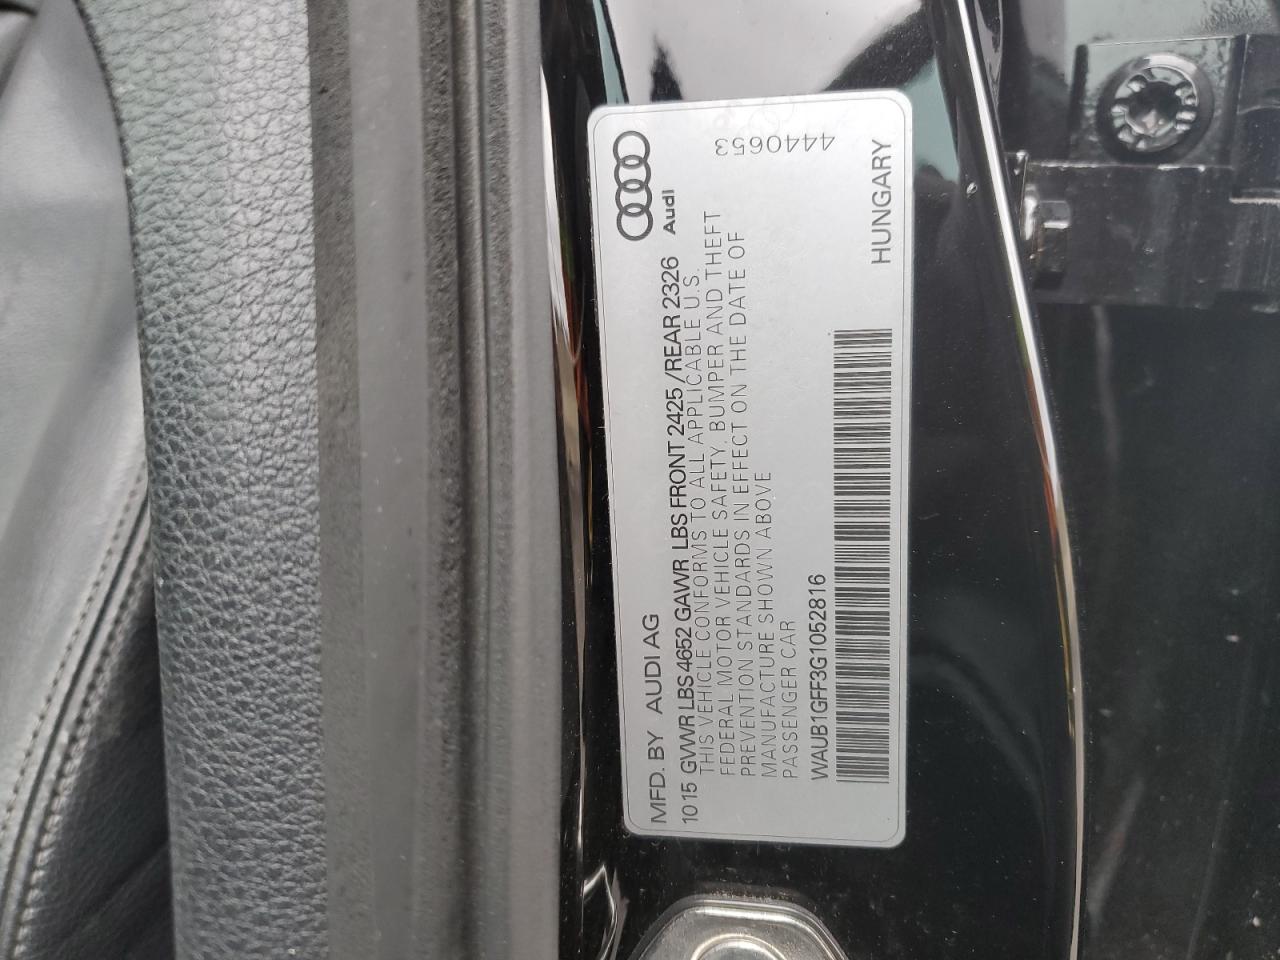 MFD. BY AUDI AG
Audi
1015 GVWR LBS 4652 GAWR LBS FRONT 2425 /REAR 2326
THIS VEHICLE CONFORMS TO ALL APPLICABLE U.S.
FEDERAL MOTOR VEHICLE SAFETY, BUMPER AND THEFT
PREVENTION STANDARDS IN EFFECT ON THE DATE OF
MANUFACTURE SHOWN ABOVE
PASSENGER CAR
WAUB1GFF3G1052816
HUNGARY
4440653